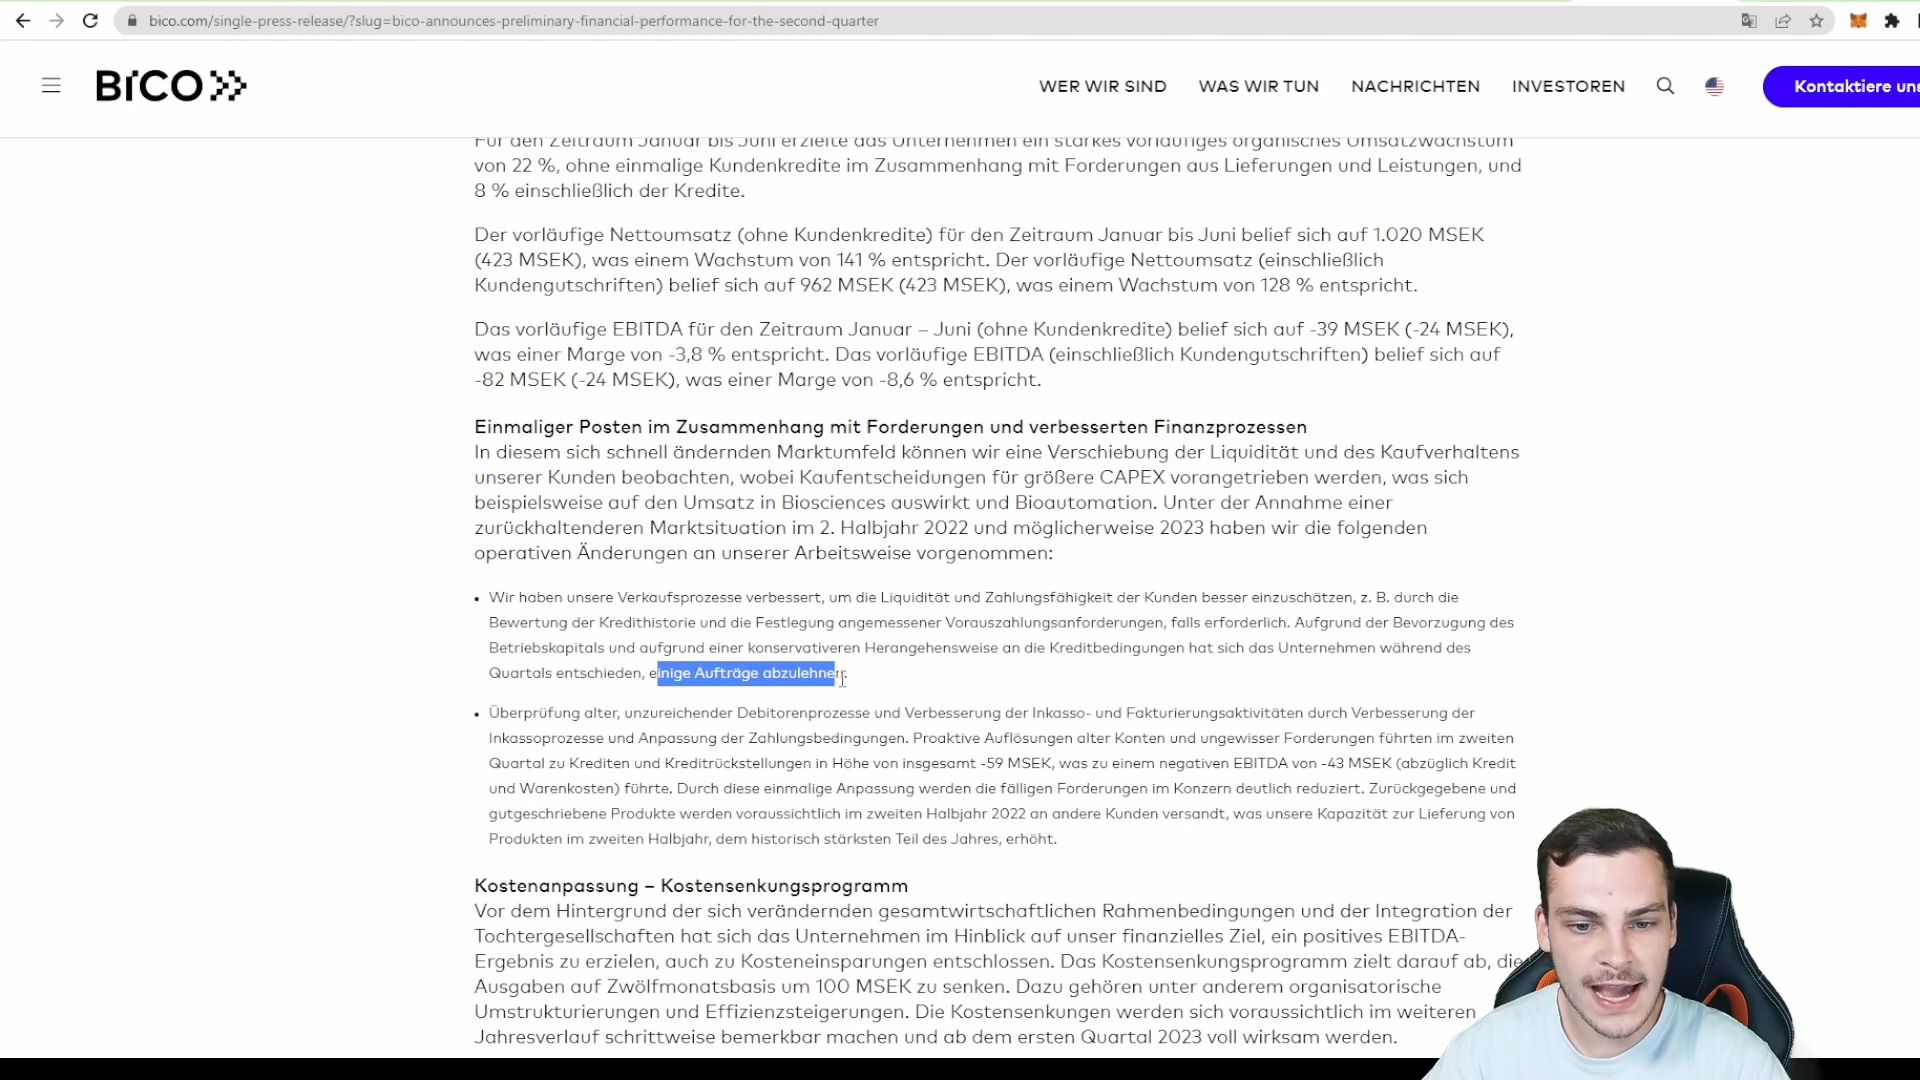 bico.com/single-press-release/?slug=bico-announces-preliminary-financial-performance-for-the-second-quarter
BICO
WER WIR SIND
WAS WIR TUN
NACHRICHTEN
INVESTOREN
Kontaktiere uns
Für den Zeitraum Januar bis Juni erzielte das Unternehmen ein starkes vorläufiges organisches Umsatzwachstum
von 22 %, ohne einmalige Kundenkredite im Zusammenhang mit Forderungen aus Lieferungen und Leistungen, und
8 % einschließlich der Kredite.
Der vorläufige Nettoumsatz (ohne Kundenkredite) für den Zeitraum Januar bis Juni belief sich auf 1.020 MSEK
(423 MSEK), was einem Wachstum von 141 % entspricht. Der vorläufige Nettoumsatz (einschließlich
Kundengutschriften) belief sich auf 962 MSEK (423 MSEK), was einem Wachstum von 128 % entspricht.
Das vorläufige EBITDA für den Zeitraum Januar – Juni (ohne Kundenkredite) belief sich auf -39 MSEK (-24 MSEK),
was einer Marge von -3,8 % entspricht. Das vorläufige EBITDA (einschließlich Kundengutschriften) belief sich auf
-82 MSEK (-24 MSEK), was einer Marge von -8,6 % entspricht.
Einmaliger Posten im Zusammenhang mit Forderungen und verbesserten Finanzprozessen
In diesem sich schnell ändernden Marktumfeld können wir eine Verschiebung der Liquidität und des Kaufverhaltens
unserer Kunden beobachten, wobei Kaufentscheidungen für größere CAPEX vorangetrieben werden, was sich
beispielsweise auf den Umsatz in Biosciences auswirkt und Bioautomation. Unter der Annahme einer
zurückhaltenderen Marktsituation im 2. Halbjahr 2022 und möglicherweise 2023 haben wir die folgenden
operativen Änderungen an unserer Arbeitsweise vorgenommen:
• Wir haben unsere Verkaufsprozesse verbessert, um die Liquidität und Zahlungsfähigkeit der Kunden besser einzuschätzen, z. B. durch die
Bewertung der Kredithistorie und die Festlegung angemessener Vorauszahlungsanforderungen, falls erforderlich. Aufgrund der Bevorzugung des
Betriebskapitals und aufgrund einer konservativeren Herangehensweise an die Kreditbedingungen hat sich das Unternehmen während des
Quartals entschieden, einige Aufträge abzulehnen.
• Überprüfung alter, unzureichender Debitorenprozesse und Verbesserung der Inkasso- und Fakturierungsaktivitäten durch Verbesserung der
Inkassoprozesse und Anpassung der Zahlungsbedingungen. Proaktive Auflösungen alter Konten und ungewisser Forderungen führten im zweiten
Quartal zu Krediten und Kreditrückstellungen in Höhe von insgesamt -59 MSEK, was zu einem negativen EBITDA von -43 MSEK (abzüglich Kredit
und Warenkosten) führte. Durch diese einmalige Anpassung werden die fälligen Forderungen im Konzern deutlich reduziert. Zurückgegebene und
gutgeschriebene Produkte werden voraussichtlich im zweiten Halbjahr 2022 an andere Kunden versandt, was unsere Kapazität zur Lieferung von
Produkten im zweiten Halbjahr, dem historisch stärksten Teil des Jahres, erhöht.
Kostenanpassung – Kostensenkungsprogramm
Vor dem Hintergrund der sich verändernden gesamtwirtschaftlichen Rahmenbedingungen und der Integration der
Tochtergesellschaften hat sich das Unternehmen im Hinblick auf unser finanzielles Ziel, ein positives EBITDA-
Ergebnis zu erzielen, auch zu Kosteneinsparungen entschlossen. Das Kostensenkungsprogramm zielt darauf ab, die
Ausgaben auf Zwölfmonatsbasis um 100 MSEK zu senken. Dazu gehören unter anderem organisatorische
Umstrukturierungen und Effizienzsteigerungen. Die Kostensenkungen werden sich voraussichtlich im weiteren
Jahresverlauf schrittweise bemerkbar machen und ab dem ersten Quartal 2023 voll wirksam werden.